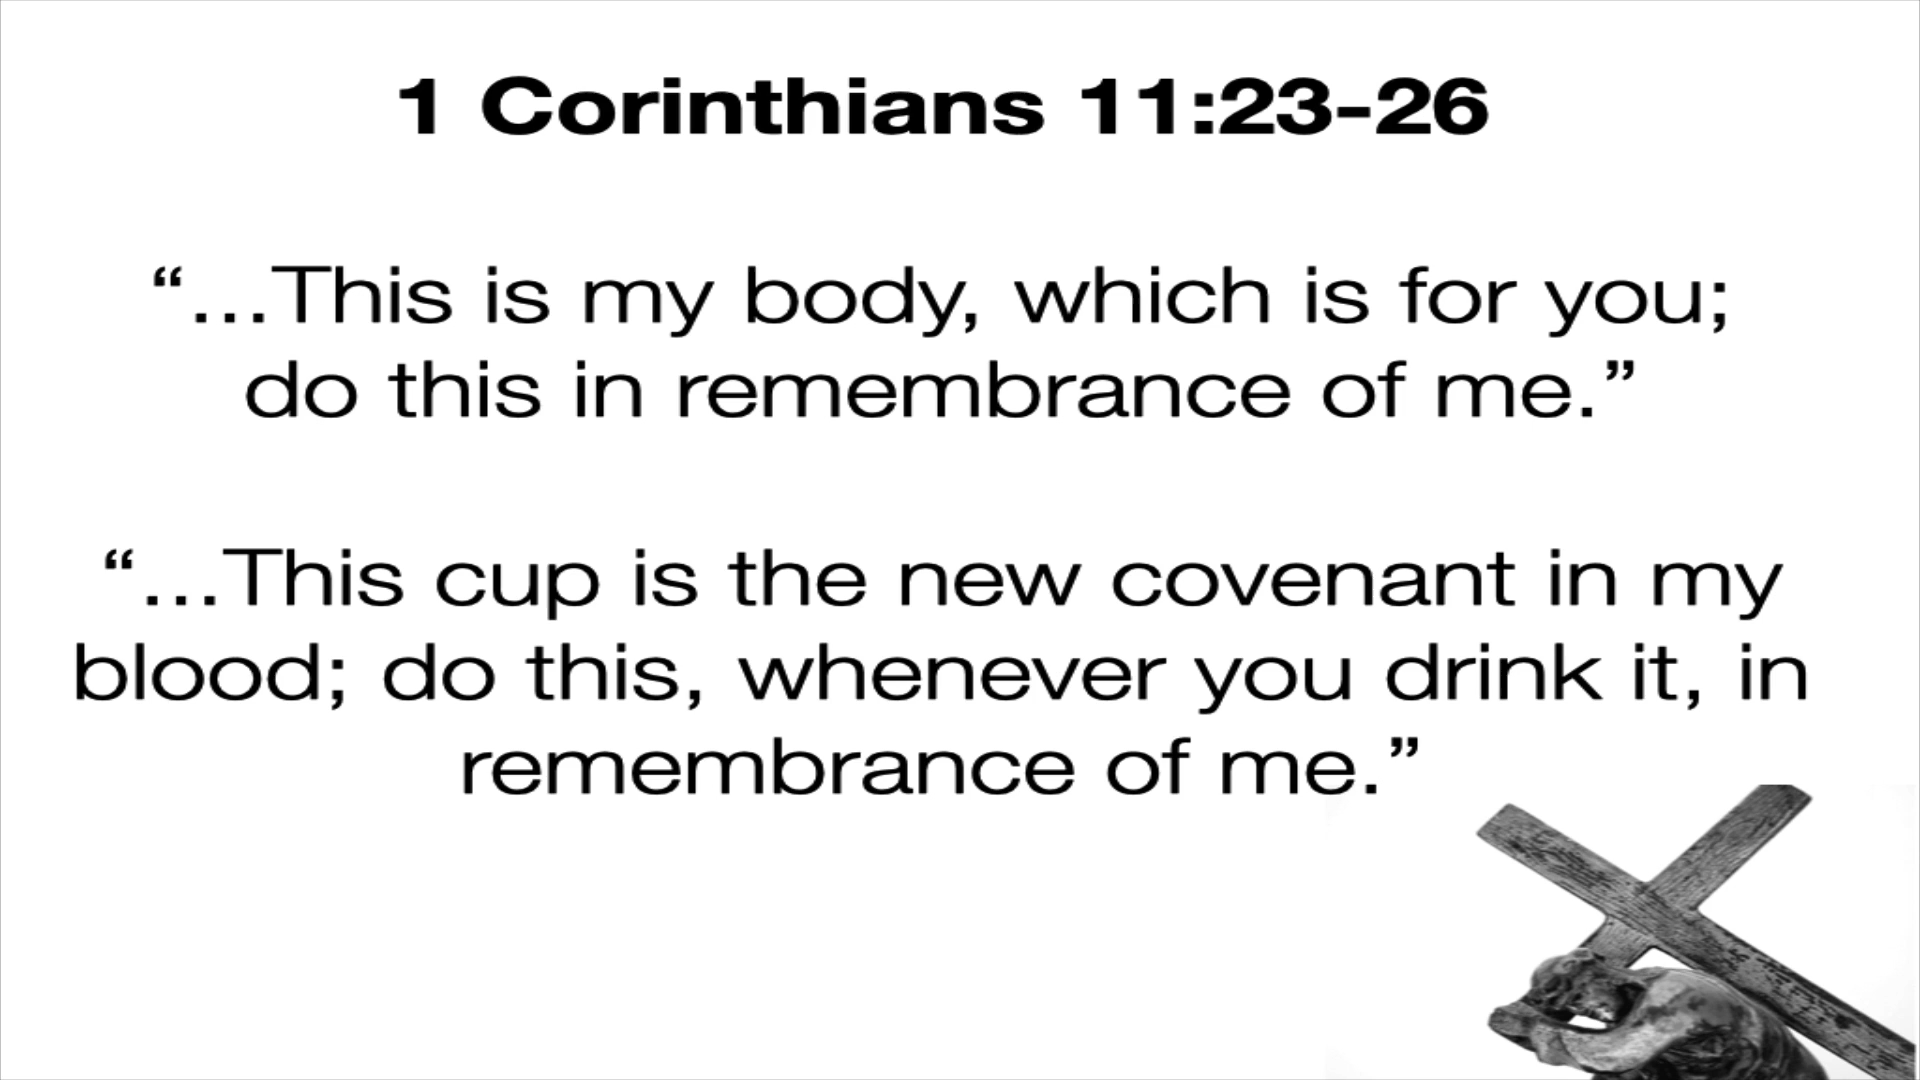 1 Corinthians 11:23-26
“…This is my body, which is for you;
do this in remembrance of me.”
“…This cup is the new covenant in my
blood; do this, whenever you drink it, in
remembrance of me.”